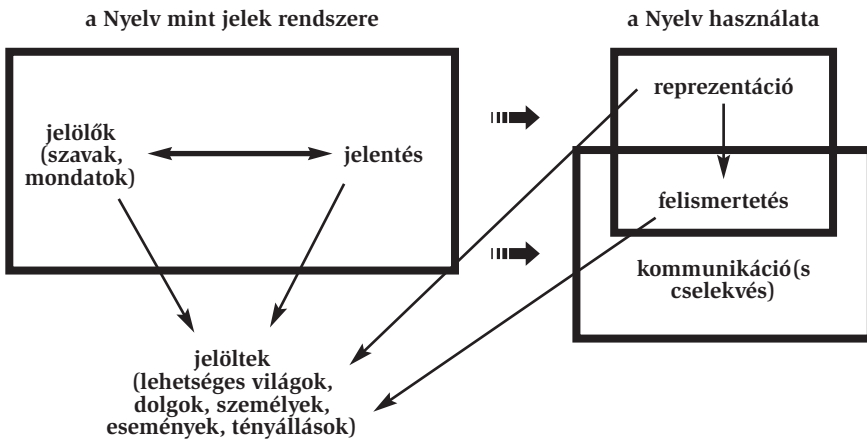 a Nyelv mint jelek rendszere
a Nyelv használata
jelölők
(szavak,
mondatok)
jelentés
reprezentáció
felismertetés
kommunikáció(s
cselekvés)
jelöltek
(lehetséges világok,
dolgok, személyek,
események, tényállások)